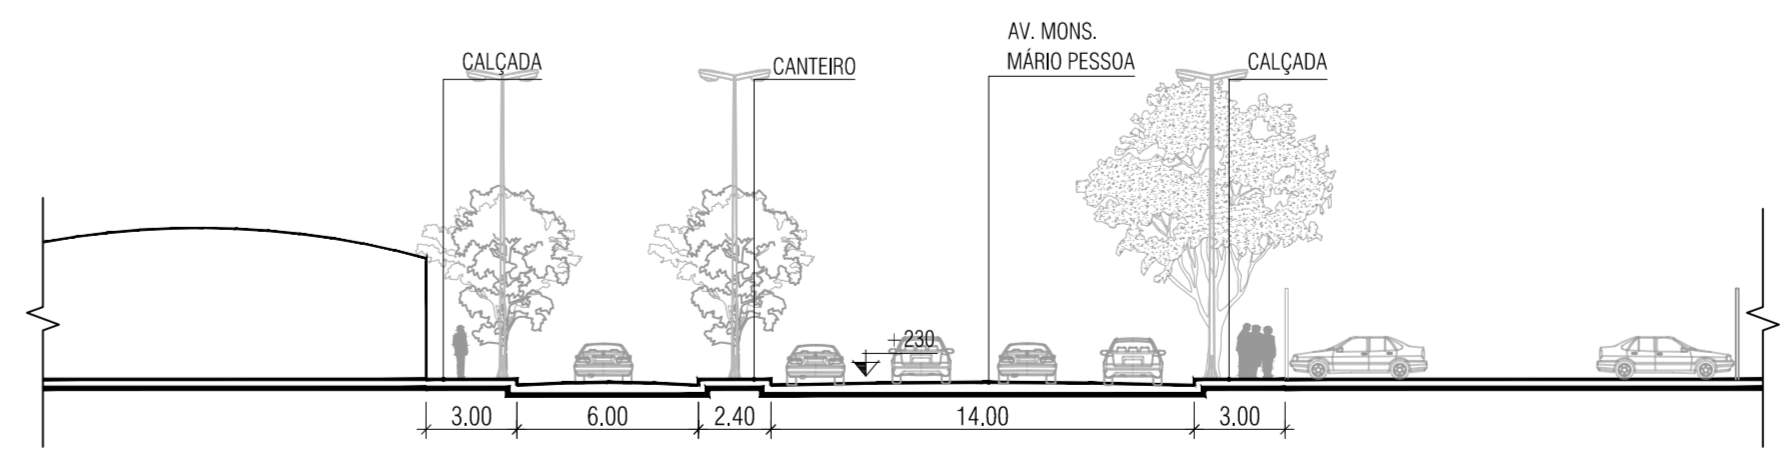 AV. MONS.
MÁRIO PESSOA
CALÇADA
CANTEIRO
CALÇADA
+230
3.00
6.00
2.40
14.00
3.00